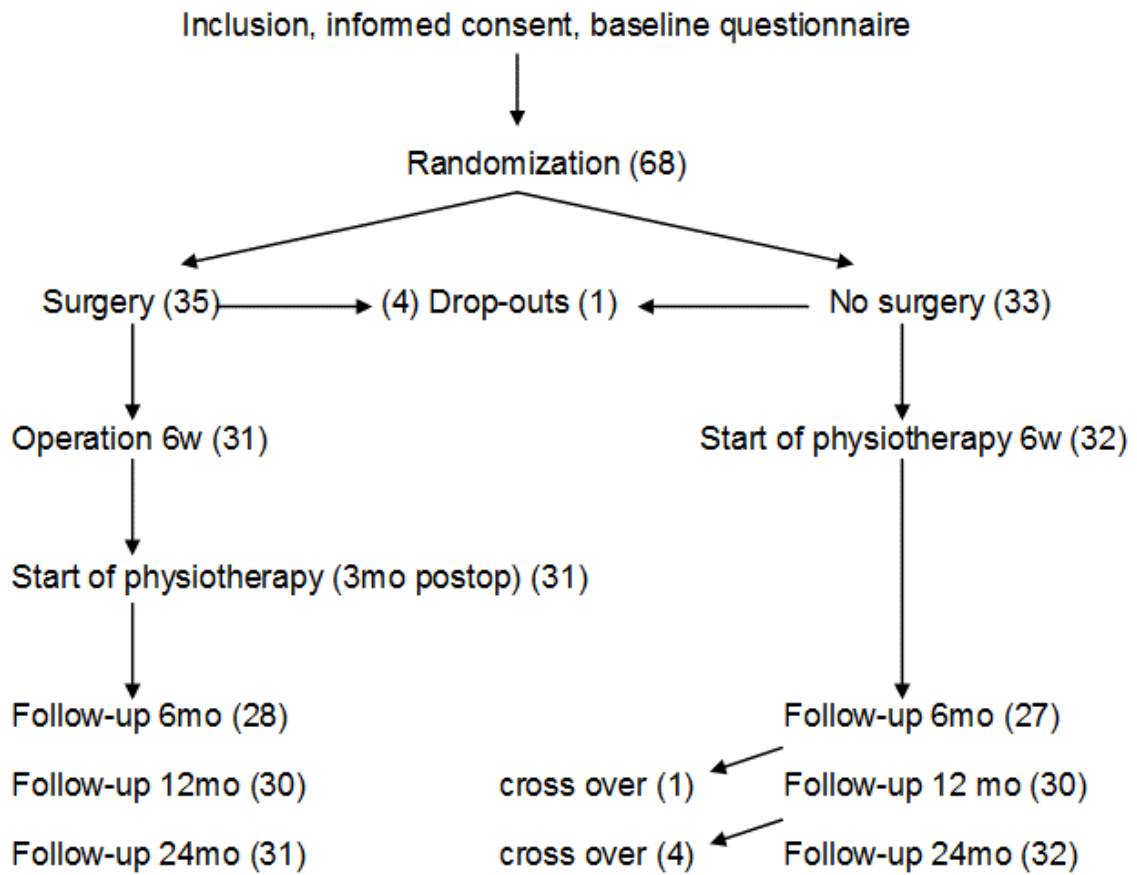 Inclusion, informed consent, baseline questionnaire
Randomization (68)
Surgery (35) (4) Drop-outs (1) No surgery (33)
Operation 6w (31) Start of physiotherapy 6w (32)
Start of physiotherapy (3mo postop) (31)
Follow-up 6mo (28) Follow-up 6mo (27)
Follow-up 12mo (30) cross over (1) Follow-up 12 mo (30)
Follow-up 24mo (31) cross over (4) Follow-up 24mo (32)